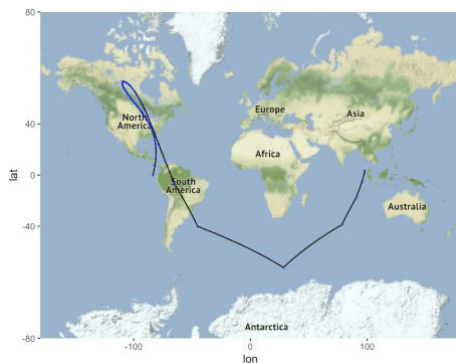 80
40
0
-40
-80
lat
North
America
Europe
Asia
Africa
South
America
Australia
Antarctica
-100
0
100
lon